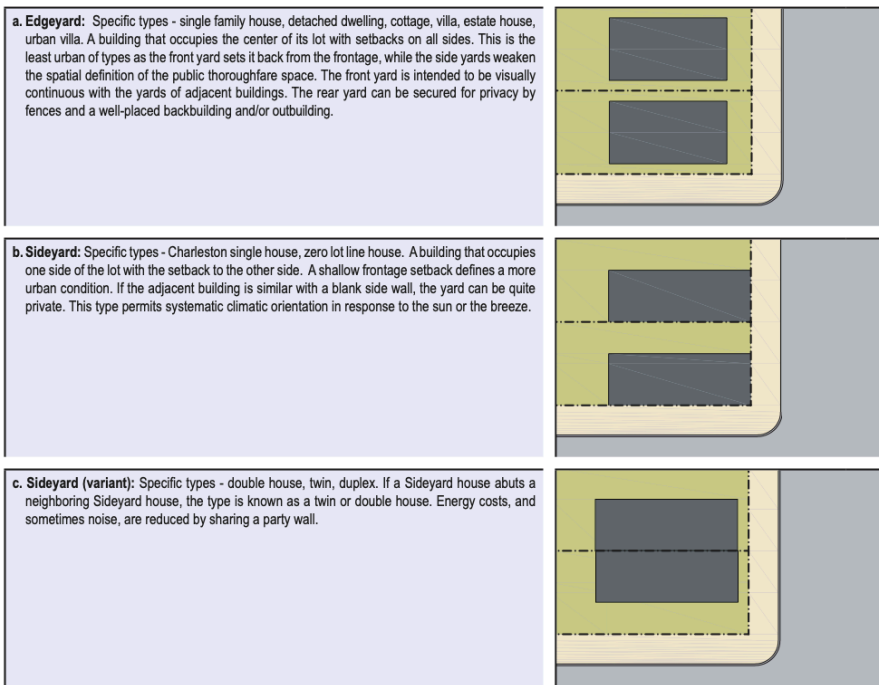 a. Edgeyard: Specific types - single family house, detached dwelling, cottage, villa, estate house,
urban villa. A building that occupies the center of its lot with setbacks on all sides. This is the
least urban of types as the front yard sets it back from the frontage, while the side yards weaken
the spatial definition of the public thoroughfare space. The front yard is intended to be visually
continuous with the yards of adjacent buildings. The rear yard can be secured for privacy by
fences and a well-placed backbuilding and/or outbuilding.
b. Sideyard: Specific types - Charleston single house, zero lot line house. A building that occupies
one side of the lot with the setback to the other side. A shallow frontage setback defines a more
urban condition. If the adjacent building is similar with a blank side wall, the yard can be quite
private. This type permits systematic climatic orientation in response to the sun or the breeze.
c. Sideyard (variant): Specific types - double house, twin, duplex. If a Sideyard house abuts a
neighboring Sideyard house, the type is known as a twin or double house. Energy costs, and
sometimes noise, are reduced by sharing a party wall.